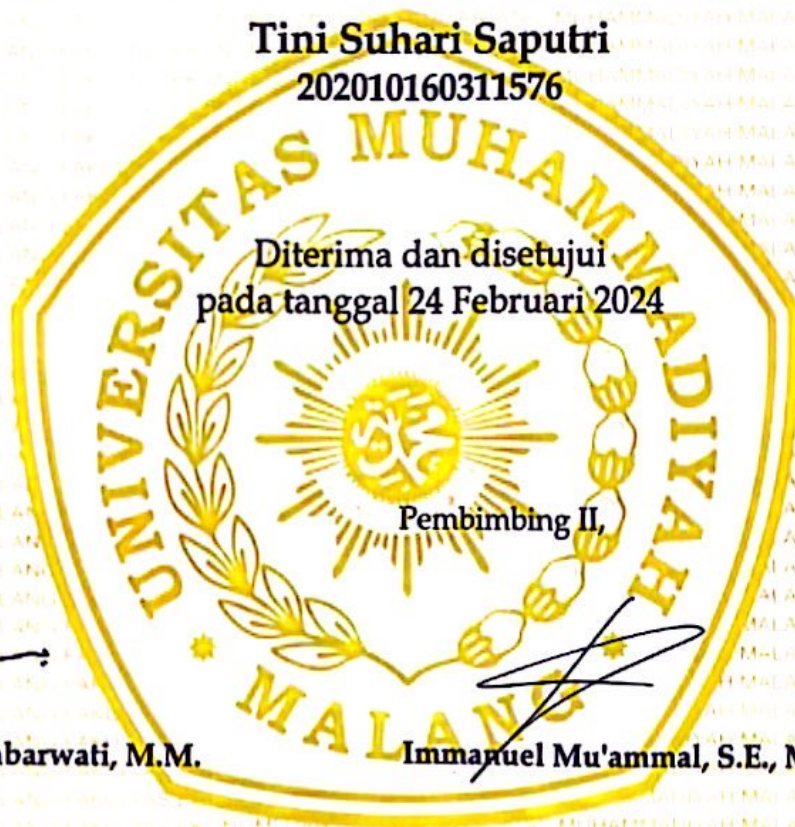 Tini Suhari Saputri
202010160311576
UNIVERSITAS MUHAMMADIYAH
Diterima dan disetujui
pada tanggal 24 Februari 2024
Pembimbing II,
MALANG
M.M.
Immanuel Mu'ammal, S.E.,